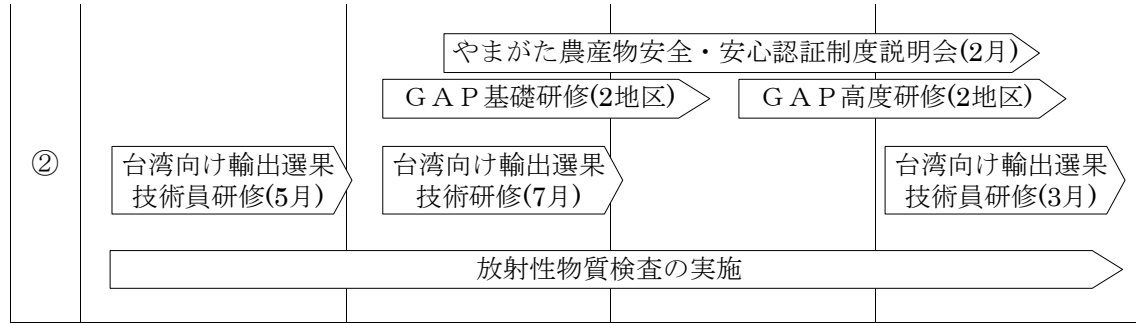 やまがた農産物安全・安心認証制度説明会(2月)
ＧＡＰ基礎研修(2地区)
ＧＡＰ高度研修(2地区)
②
台湾向け輸出選果
技術員研修(5月)
台湾向け輸出選果
技術研修(7月)
台湾向け輸出選果
技術員研修(3月)
放射性物質検査の実施